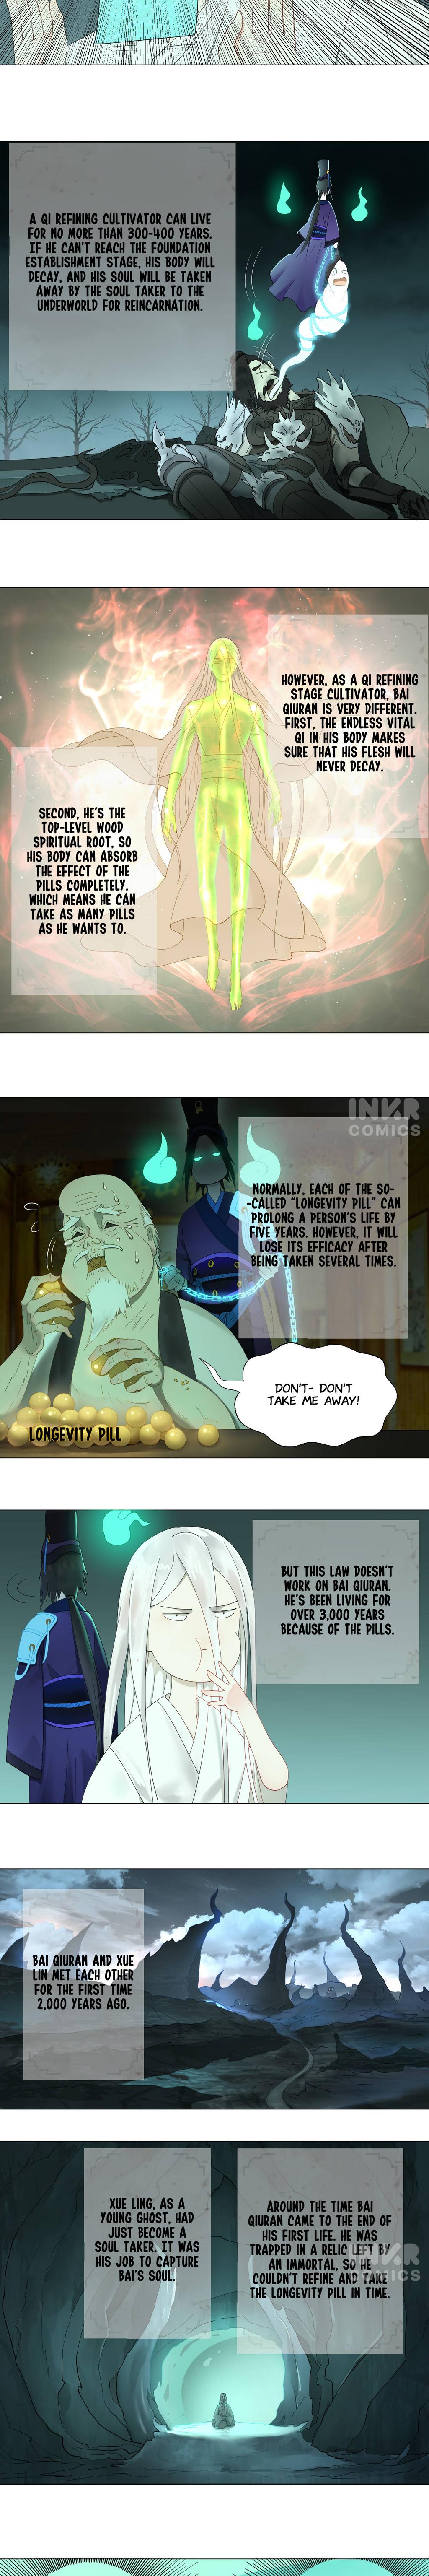 A QI REFINING CULTIVATOR CAN LIVE
FOR NO MORE THAN 300-400 YEARS.
IF HE CAN'T REACH THE FOUNDATION
ESTABLISHMENT STAGE, HIS BODY WILL
DECAY, AND HIS SOUL WILL BE TAKEN
AWAY BY THE SOUL TAKER TO THE
UNDERWORLD FOR REINCARNATION.
HOWEVER, AS A QI REFINING
STAGE CULTIVATOR, BAI
QIURAN IS VERY DIFFERENT.
FIRST, THE ENDLESS VITAL
QI IN HIS BODY MAKES
SURE THAT HIS FLESH WILL
NEVER DECAY.
SECOND, HE'S THE
TOP-LEVEL WOOD
SPIRITUAL ROOT, SO
HIS BODY CAN ABSORB
THE EFFECT OF THE
PILLS COMPLETELY.
WHICH MEANS HE CAN
TAKE AS MANY PILLS
AS HE WANTS TO.
INKR
COMICS
NORMALLY, EACH OF THE SO-
-CALLED "LONGEVITY PILL" CAN
PROLONG A PERSON'S LIFE BY
FIVE YEARS. HOWEVER, IT WILL
LOSE ITS EFFICACY AFTER
BEING TAKEN SEVERAL TIMES.
DON'T- DON'T
TAKE ME AWAY!
LONGEVITY PILL
BUT THIS LAW DOESN'T
WORK ON BAI QIURAN.
HE'S BEEN LIVING FOR
OVER 3,000 YEARS
BECAUSE OF THE PILLS.
BAI QIURAN AND XUE
LIN MET EACH OTHER
FOR THE FIRST TIME
2,000 YEARS AGO.
XUE LING, AS A
YOUNG GHOST, HAD
JUST BECOME A
SOUL TAKER. IT WAS
HIS JOB TO CAPTURE
BAI'S SOUL.
AROUND THE TIME BAI
QIURAN CAME TO THE END OF
HIS FIRST LIFE. HE WAS
TRAPPED IN A RELIC LEFT BY
AN IMMORTAL, SO HE
COULDN'T REFINE AND TAKE
THE LONGEVITY PILL IN TIME.
INKR
COMICS